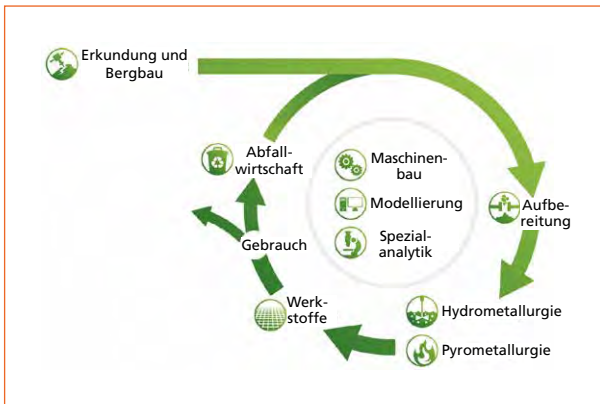 Erkundung und
Bergbau
Abfall-
wirtschaft
Maschinen-
bau
Modellierung
Spezial-
analytik
Aufbe-
reitung
Gebrauch
Werk-
stoffe
Hydrometallurgie
Pyrometallurgie